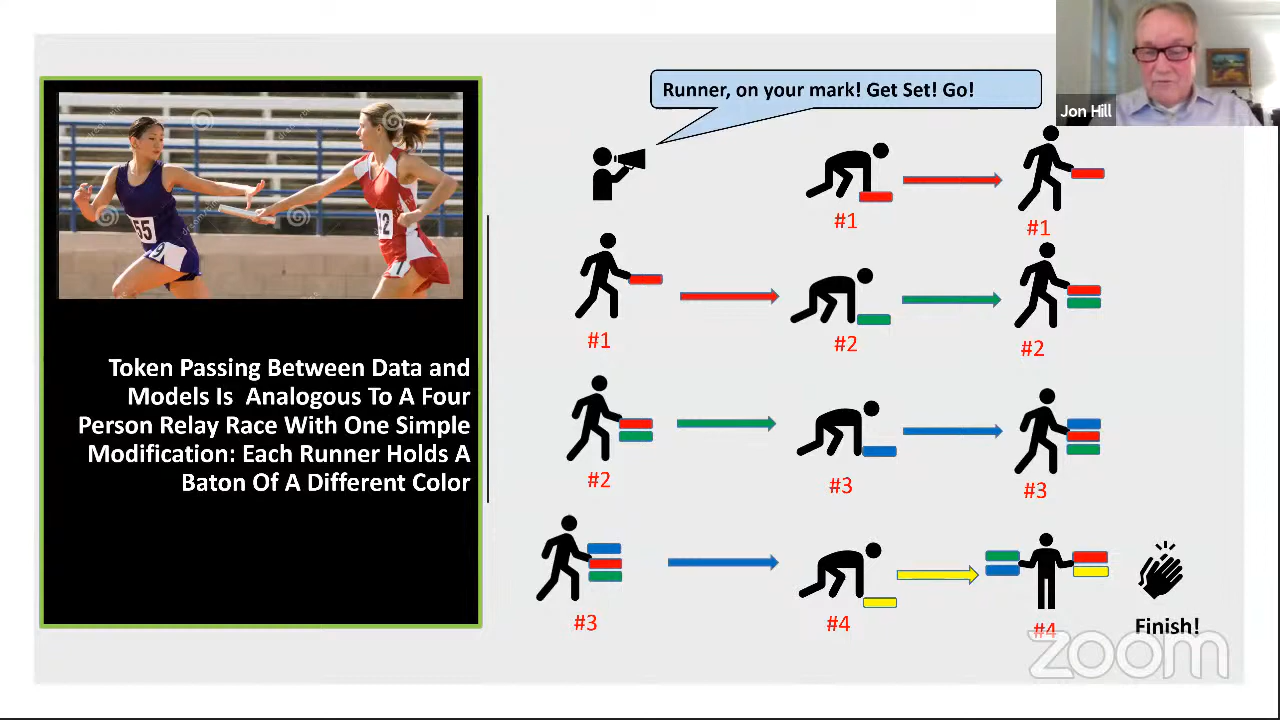 Runner, on your mark! Get Set! Go!
Jon Hill
55
Token Passing Between Data and
Models Is Analogous To A Four
Person Relay Race With One Simple
Modification: Each Runner Holds A
Baton Of A Different Color
#1
#1
#1
#2
#2
#2
#3
#3
#3
#4
#4
Finish!
zoom